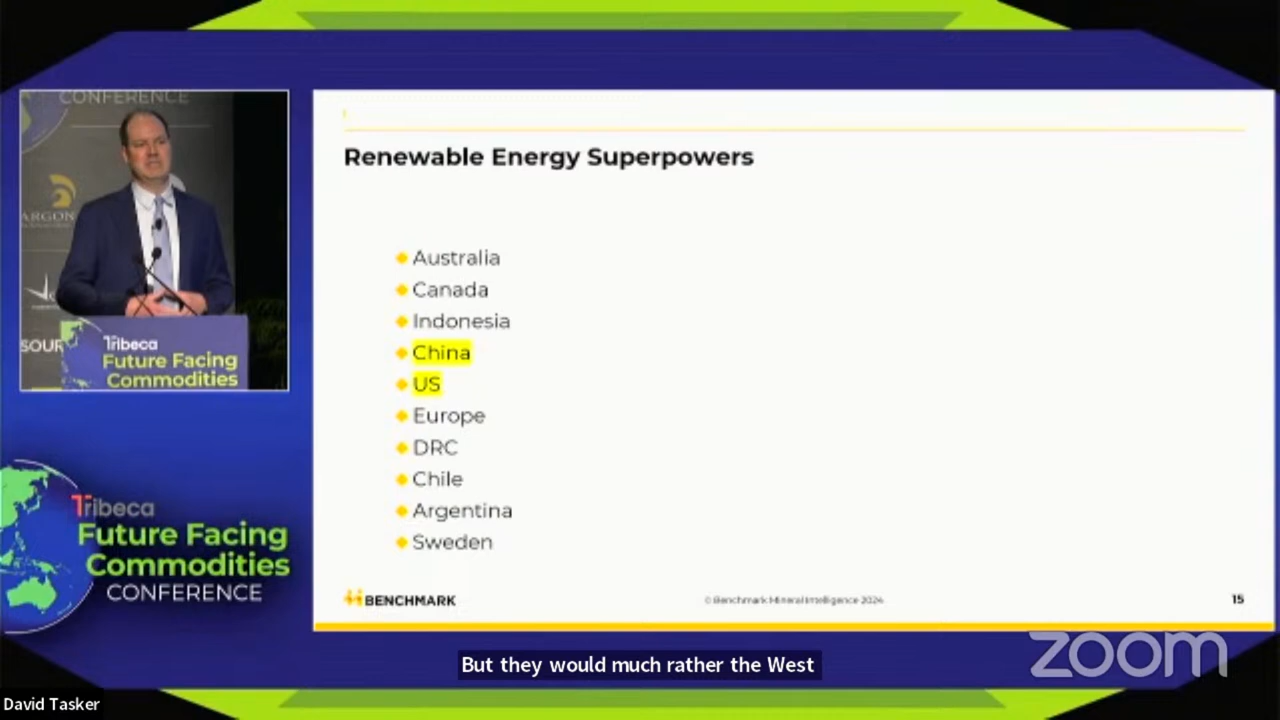 CONFERENCE
ARGON
SOUR
Tribeca
Future Facing
Commodities
Tribeca
Future Facing
Commodities
CONFERENCE
Renewable Energy Superpowers
Australia
Canada
Indonesia
China
US
Europe
DRC
Chile
Argentina
Sweden
BENCHMARK
© Benchmark Mineral Intelligence 2024
15
zoom
But they would much rather the West
David Tasker